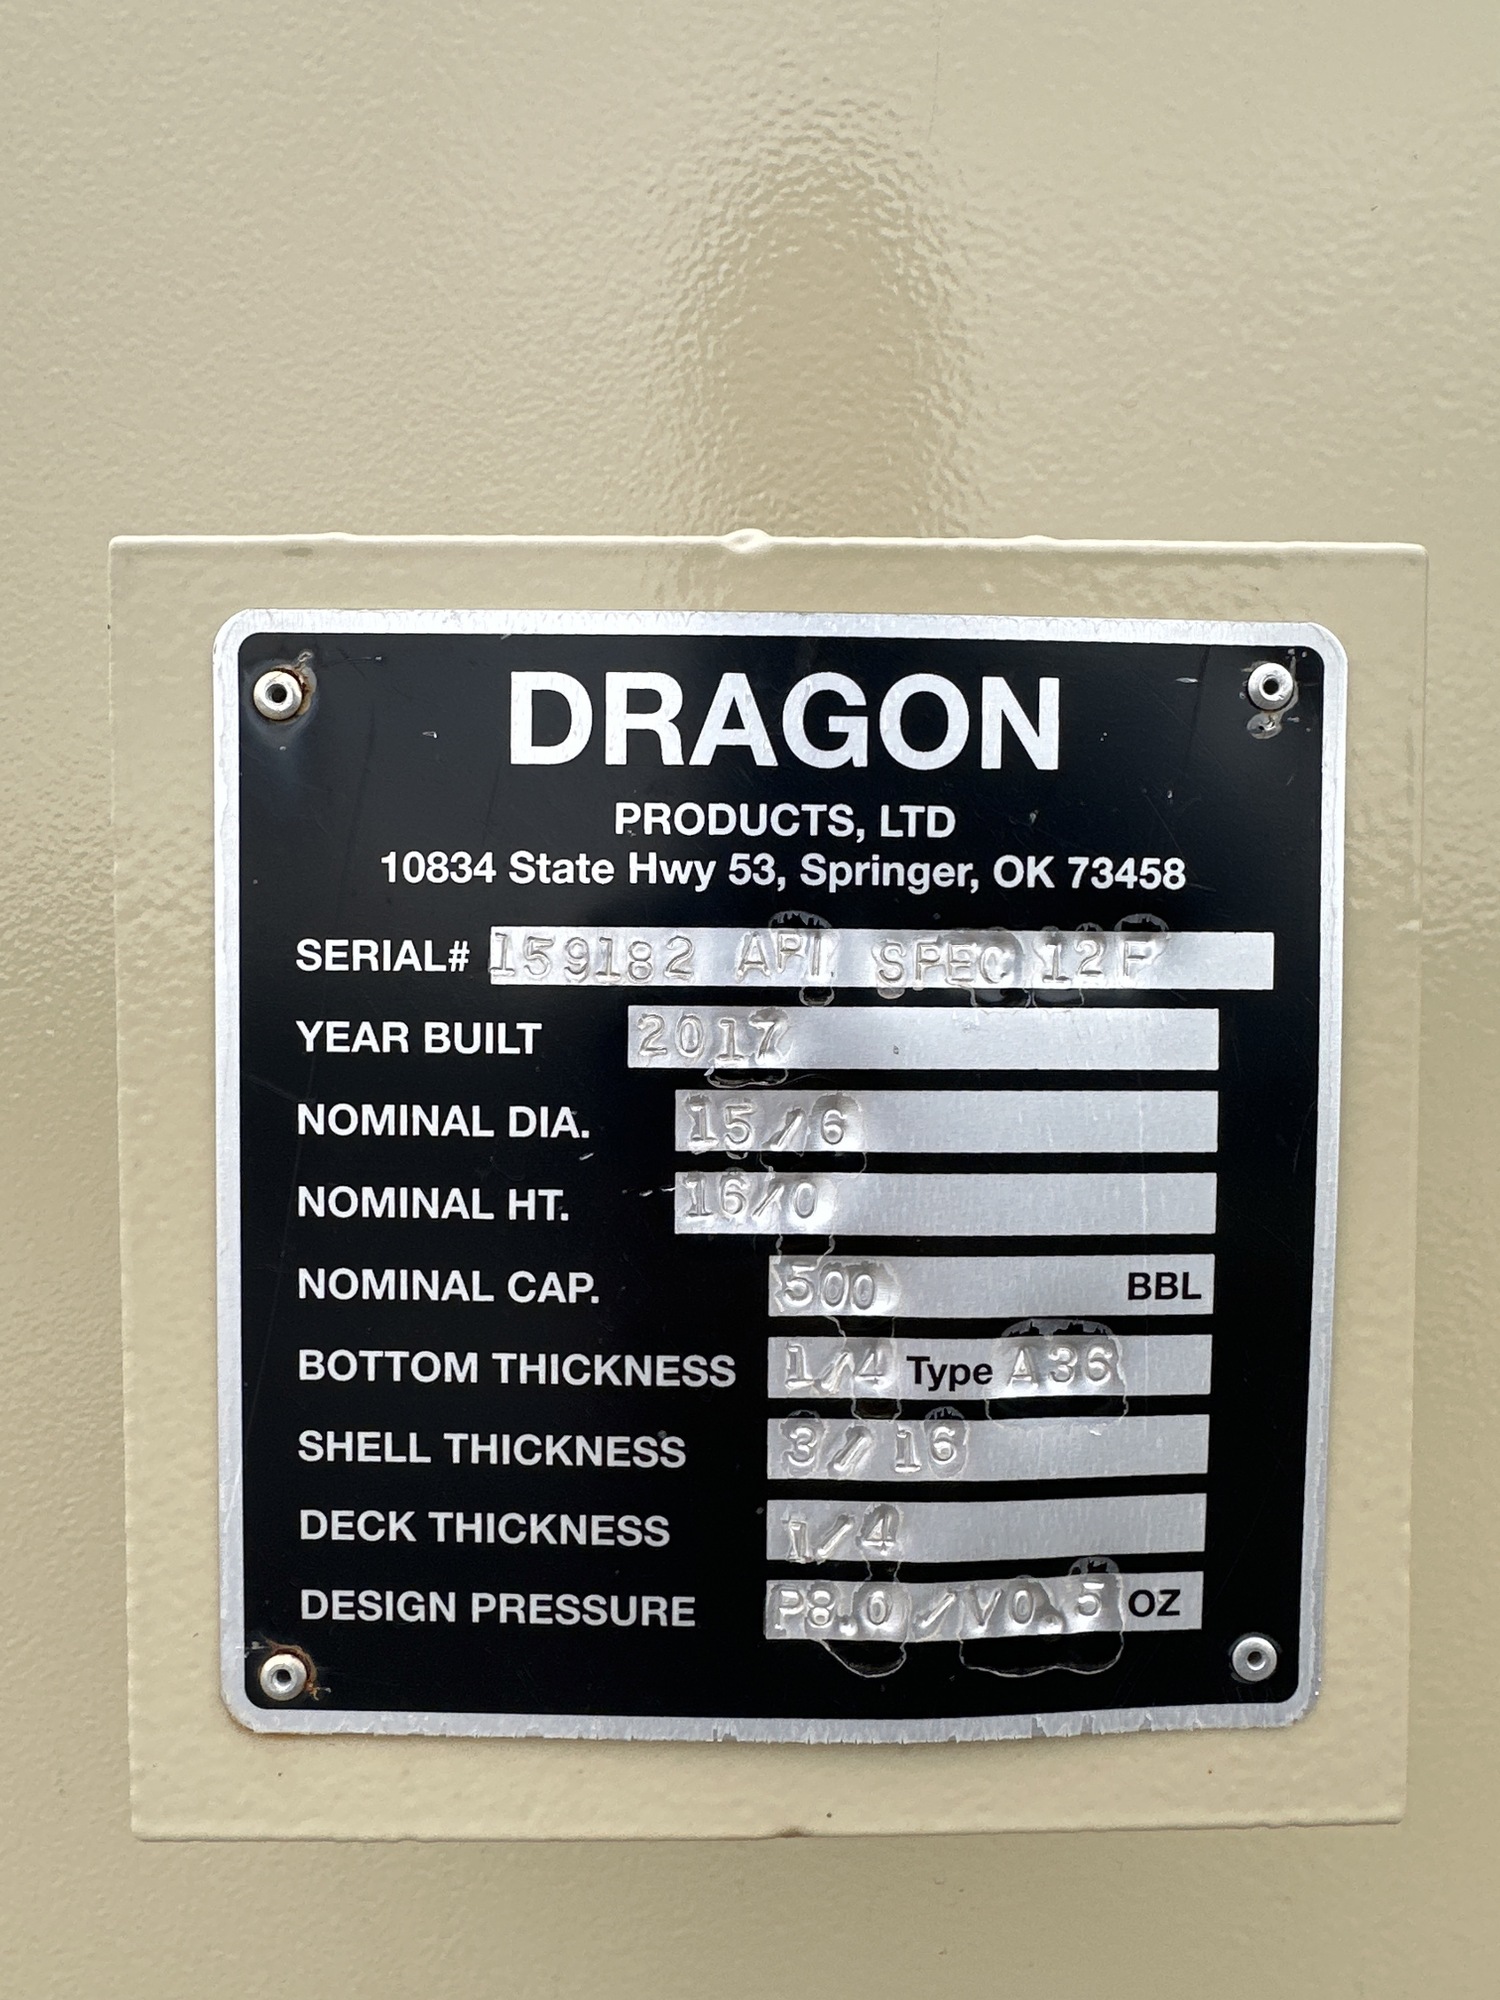 DRAGON
PRODUCTS, LTD
10834 State Hwy 53, Springer, OK 73458
SERIAL# 159182 API SPEC 12F
YEAR BUILT 2017
NOMINAL DIA. 15/6
NOMINAL HT. 16/0
NOMINAL CAP. 500 BBL
BOTTOM THICKNESS 1/4 Type A36
SHELL THICKNESS 3/16
DECK THICKNESS 1/4
DESIGN PRESSURE P8.0/V0.5 OZ